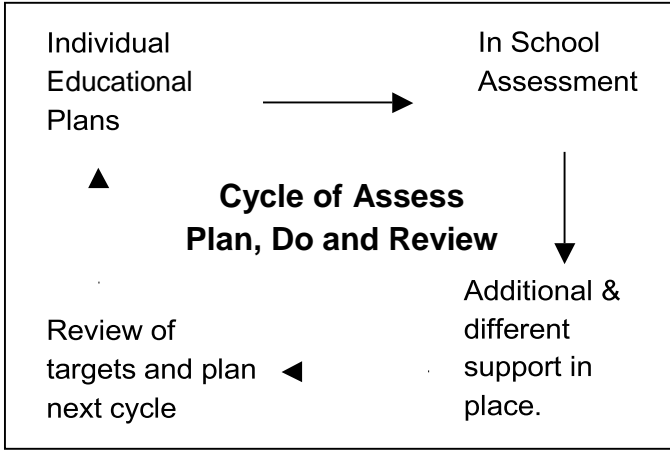 Individual
Educational
Plans
In School
Assessment
Cycle of Assess
Plan, Do and Review
Additional &
different
support in
place.
Review of
targets and plan
next cycle